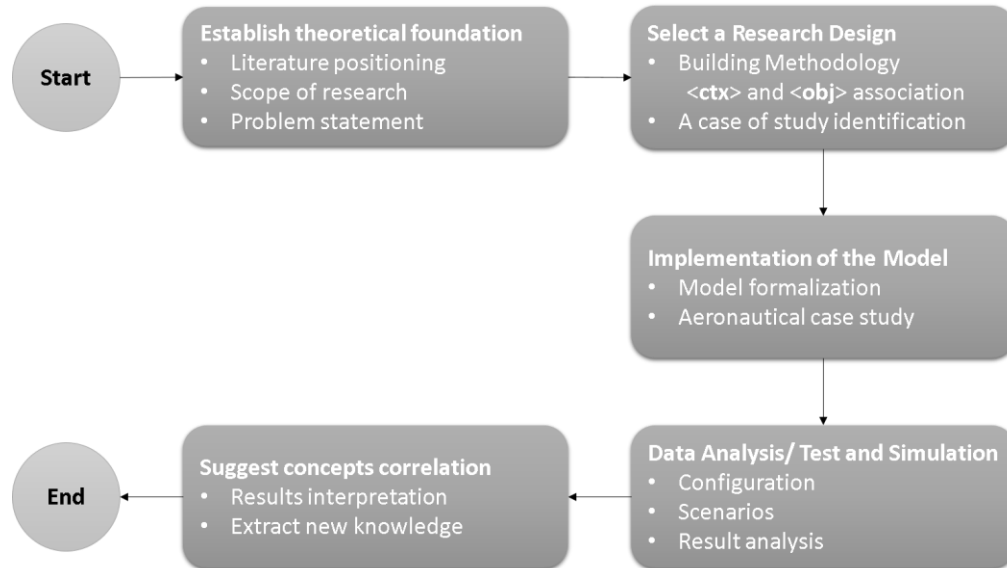 Start
Establish theoretical foundation
• Literature positioning
• Scope of research
• Problem statement
Select a Research Design
• Building Methodology
<ctx> and <obj> association
• A case of study identification
Implementation of the Model
• Model formalization
• Aeronautical case study
Data Analysis/ Test and Simulation
• Configuration
• Scenarios
• Result analysis
Suggest concepts correlation
• Results interpretation
• Extract new knowledge
End